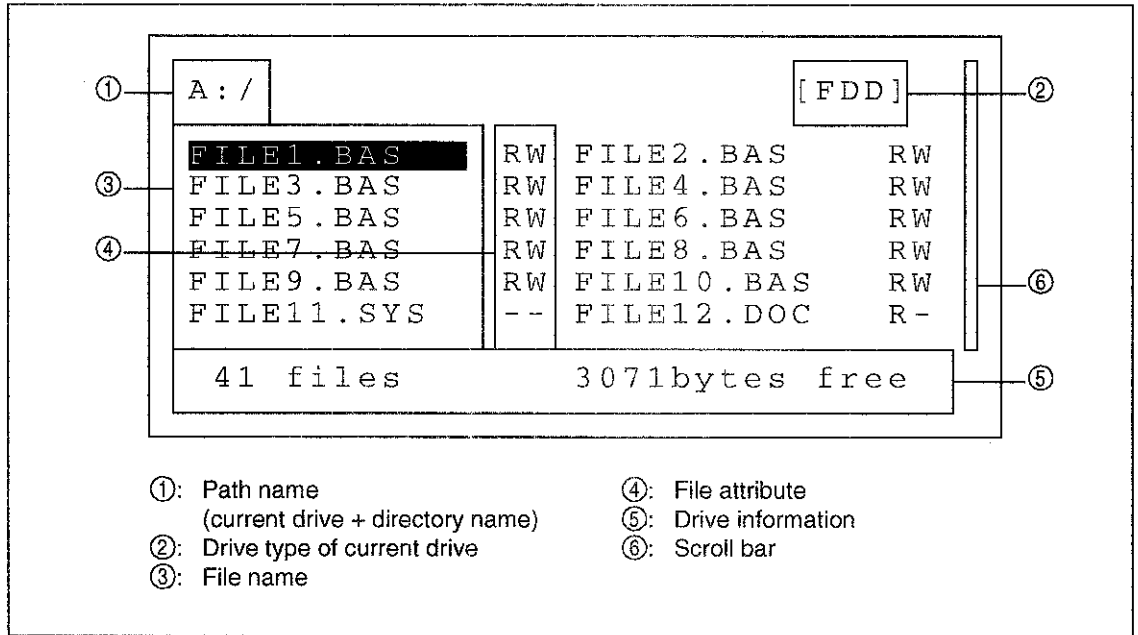 ① A:/ [FDD] ②
FILE1.BAS RW FILE2.BAS RW
③ FILE3.BAS RW FILE4.BAS RW
FILE5.BAS RW FILE6.BAS RW
④ FILE7.BAS RW FILE8.BAS RW
FILE9.BAS RW FILE10.BAS RW ⑥
FILE11.SYS -- FILE12.DOC R-
41 files 3071bytes free ⑤
①: Path name
(current drive + directory name)
②: Drive type of current drive
③: File name
④: File attribute
⑤: Drive information
⑥: Scroll bar